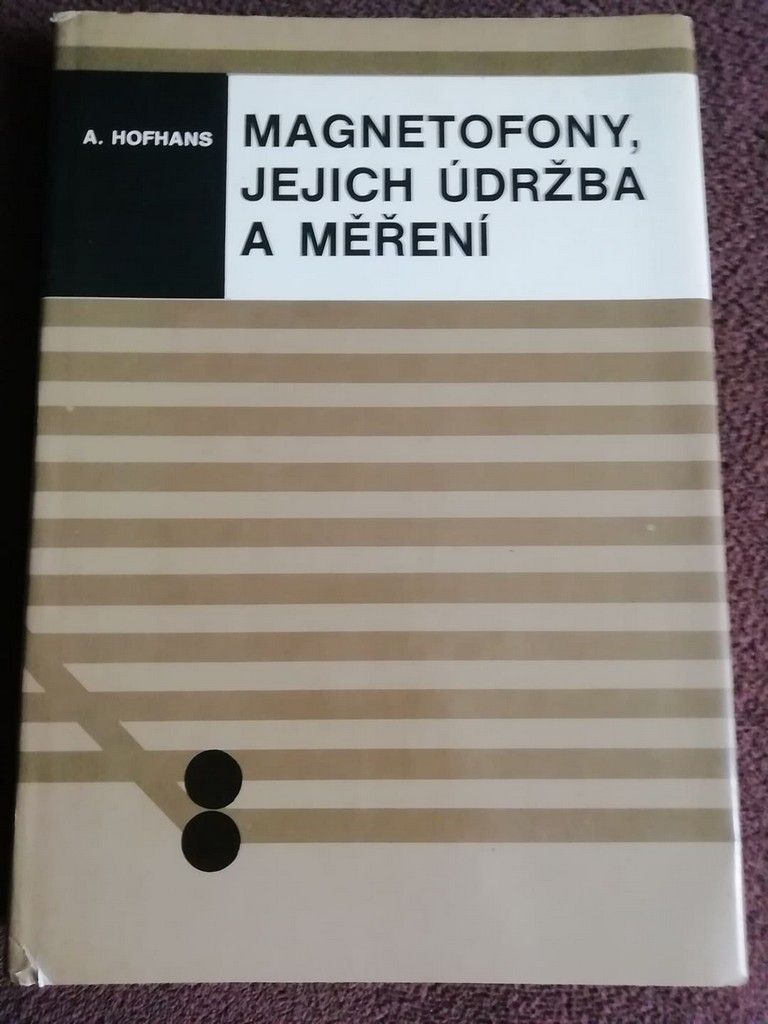 A. HOFHANS
MAGNETOFONY,
JEJICH ÚDRŽBA
A MĚŘENÍ